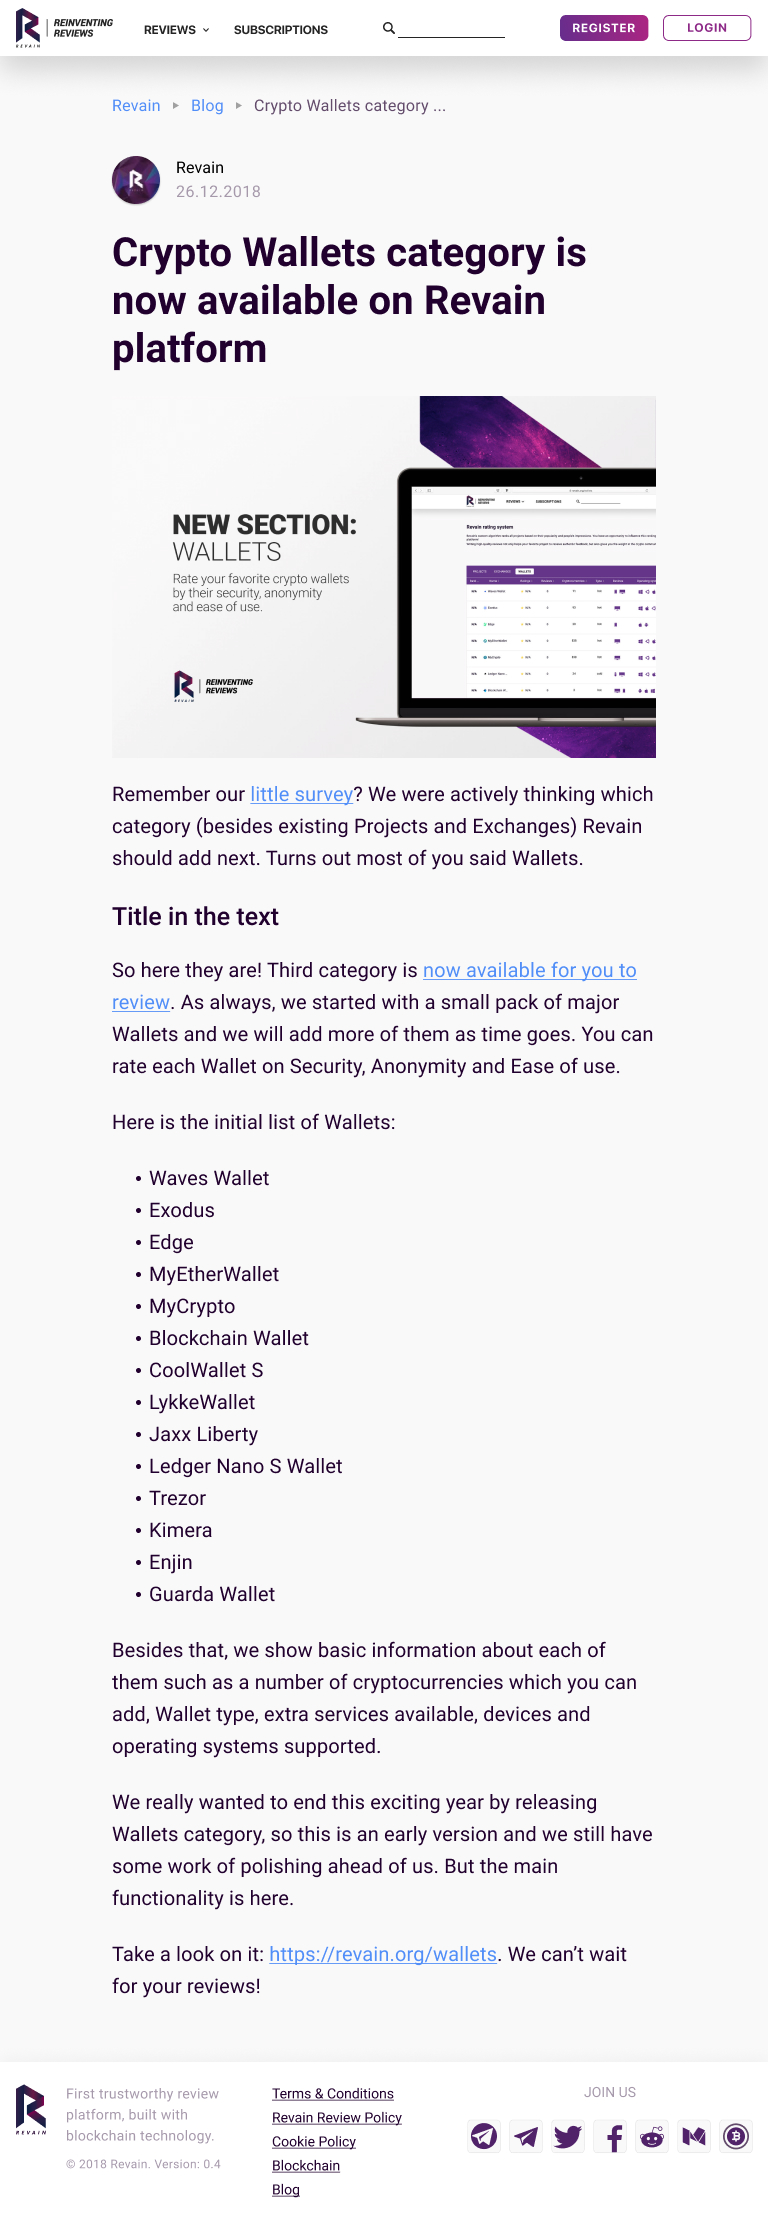 REVAIN
REINVENTING
REVIEWS
REVIEWS
SUBSCRIPTIONS
REGISTER
LOGIN
Revain
Blog
Crypto Wallets category ...
Revain
26.12.2018
Crypto Wallets category is
now available on Revain
platform
NEW SECTION:
WALLETS
Rate your favorite crypto wallets
by their security, anonymity
and ease of use.
REVAIN
REINVENTING
REVIEWS
REINVENTING
REVIEWS
REVIEWS
SUBSCRIPTIONS
Revain rating system
PROJECTS
EXCHANGES
WALLETS
Remember our little survey? We were actively thinking which
category (besides existing Projects and Exchanges) Revain
should add next. Turns out most of you said Wallets.
Title in the text
So here they are! Third category is now available for you to
review. As always, we started with a small pack of major
Wallets and we will add more of them as time goes. You can
rate each Wallet on Security, Anonymity and Ease of use.
Here is the initial list of Wallets:
• Waves Wallet
• Exodus
• Edge
• MyEtherWallet
• MyCrypto
• Blockchain Wallet
• CoolWallet S
• LykkeWallet
• Jaxx Liberty
• Ledger Nano S Wallet
• Trezor
• Kimera
• Enjin
• Guarda Wallet
Besides that, we show basic information about each of
them such as a number of cryptocurrencies which you can
add, Wallet type, extra services available, devices and
operating systems supported.
We really wanted to end this exciting year by releasing
Wallets category, so this is an early version and we still have
some work of polishing ahead of us. But the main
functionality is here.
Take a look on it: https://revain.org/wallets. We can’t wait
for your reviews!
REVAIN
First trustworthy review
platform, built with
blockchain technology.
© 2018 Revain. Version: 0.4
Terms & Conditions
Revain Review Policy
Cookie Policy
Blockchain
Blog
JOIN US